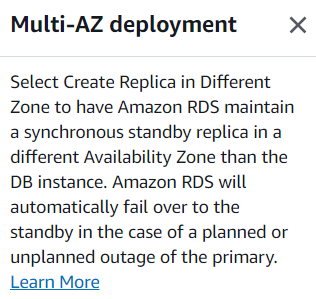 Multi-AZ deployment
Select Create Replica in Different
Zone to have Amazon RDS maintain
a synchronous standby replica in a
different Availability Zone than the
DB instance. Amazon RDS will
automatically fail over to the
standby in the case of a planned or
unplanned outage of the primary.
Learn More